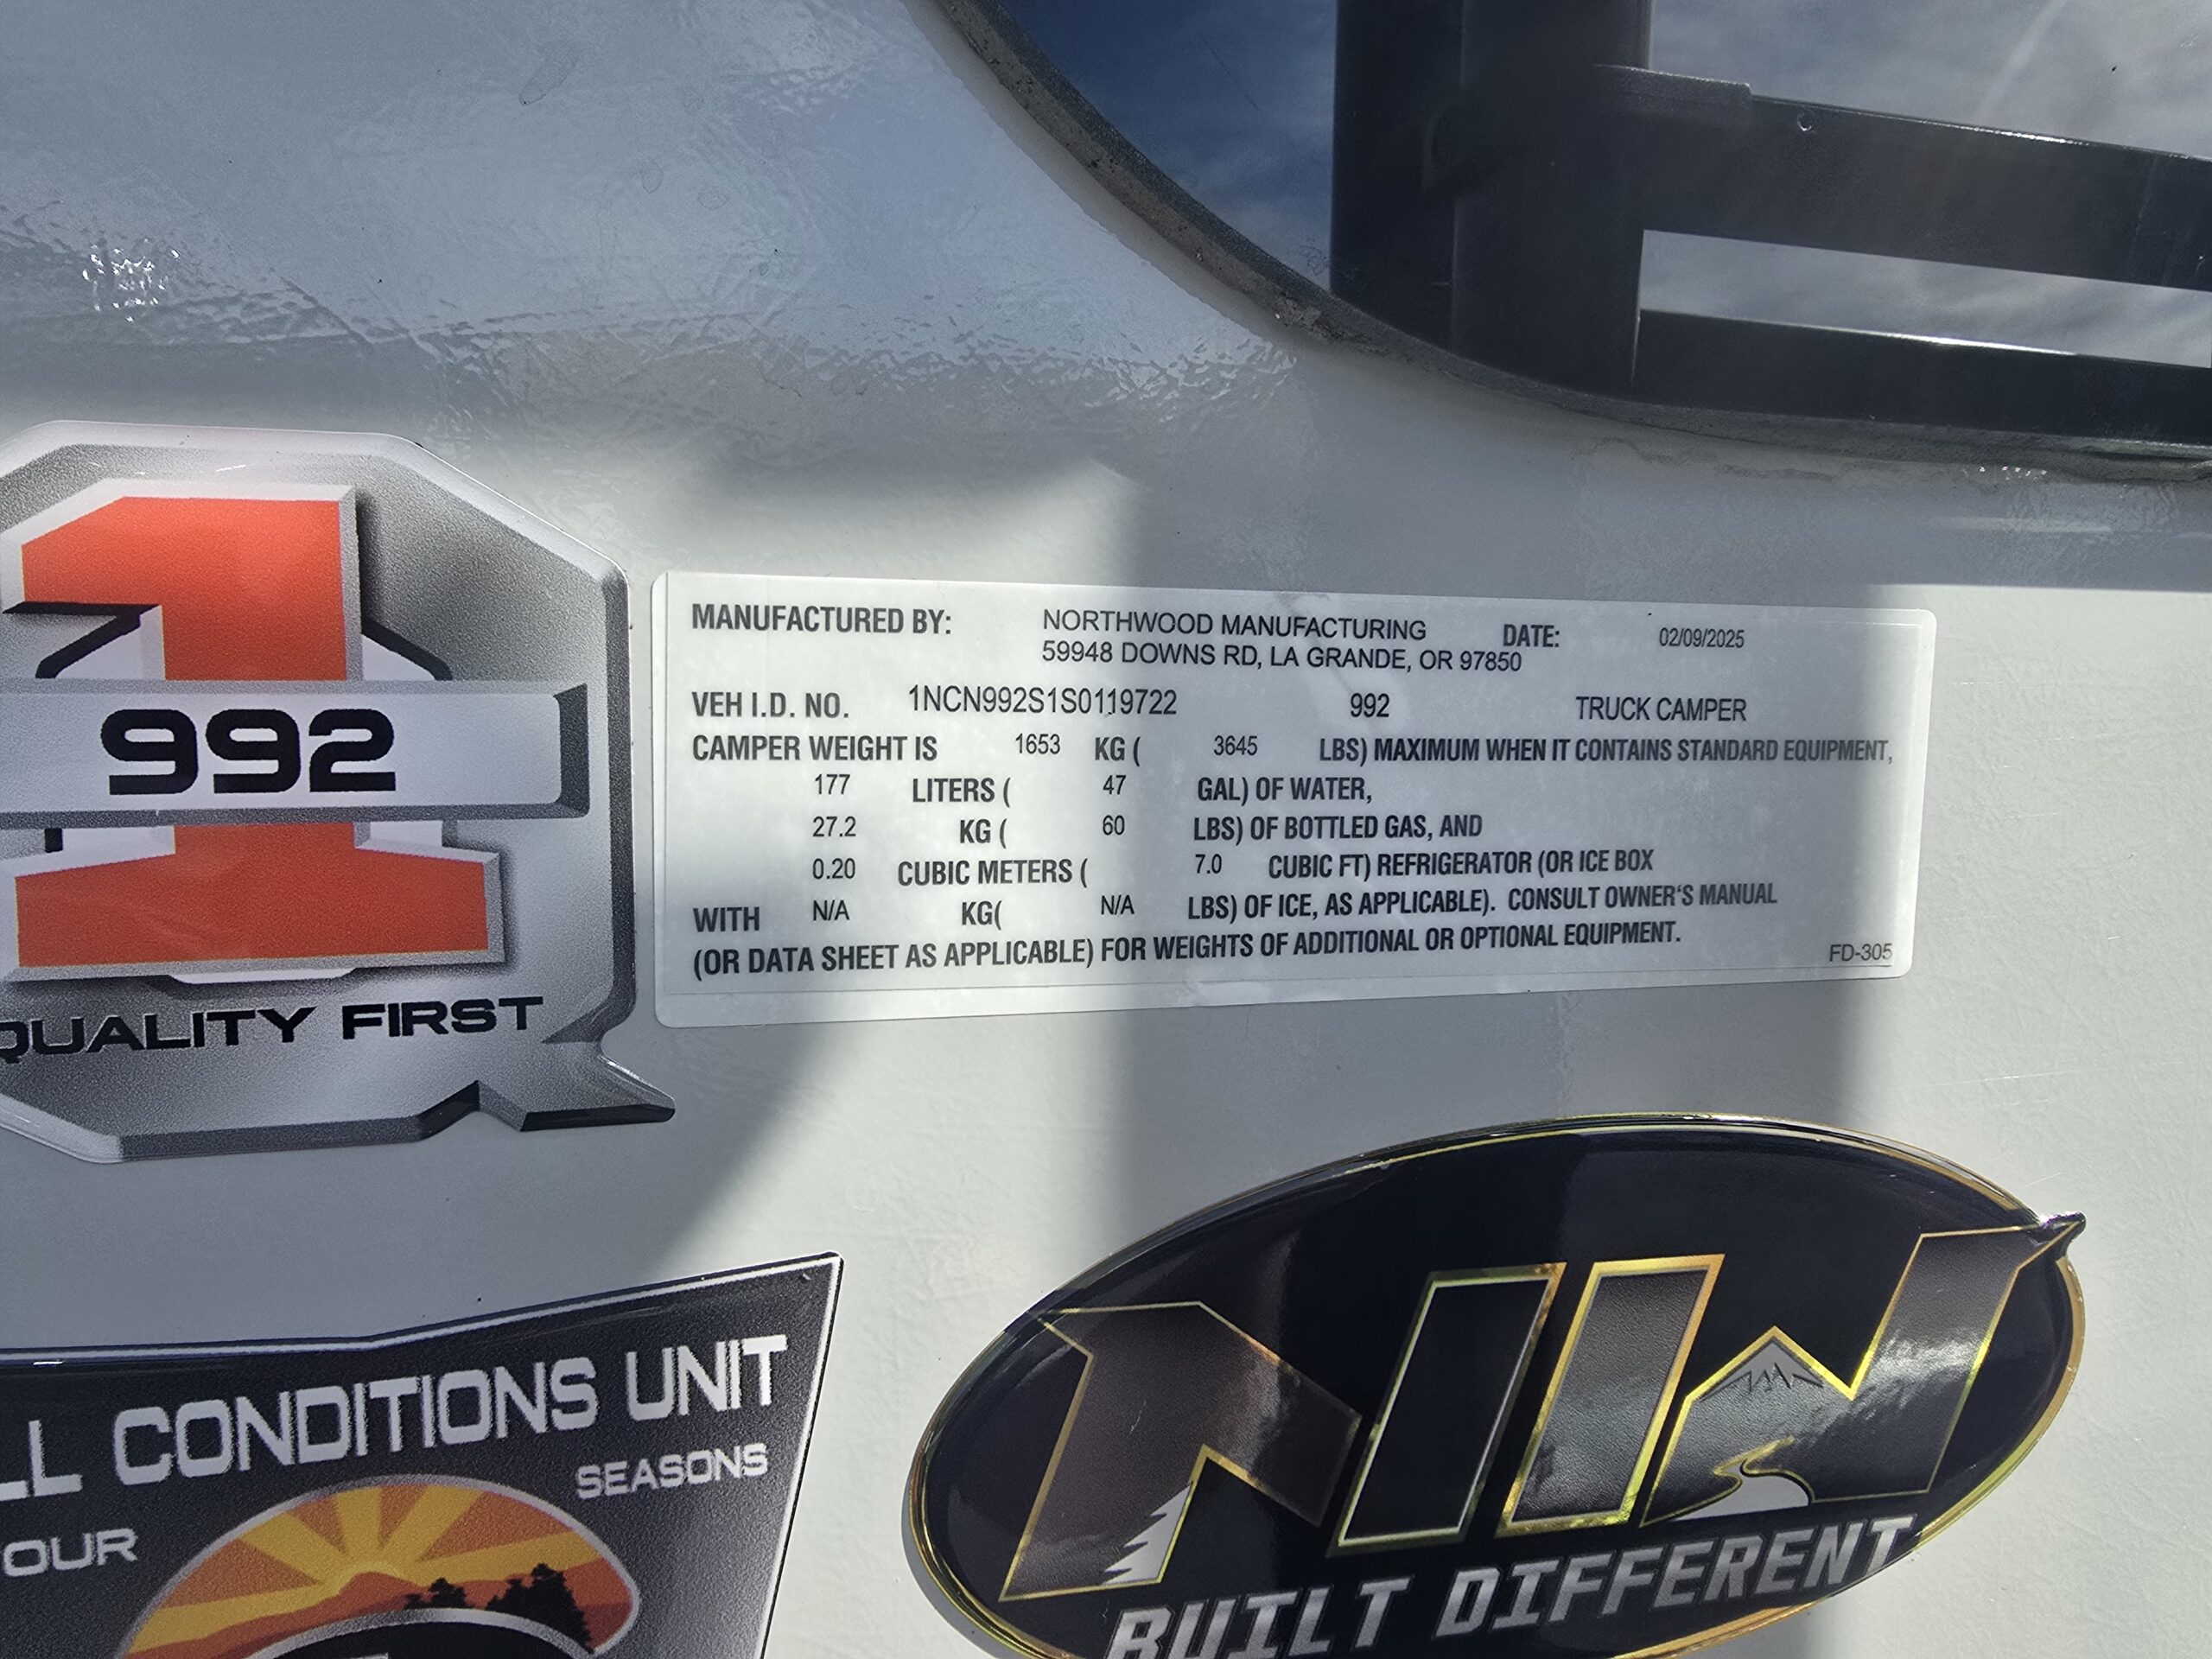 992
QUALITY FIRST
MANUFACTURED BY: NORTHWOOD MANUFACTURING DATE: 02/09/2025
59948 DOWNS RD, LA GRANDE, OR 97850
VEH I.D. NO. 1NCN992S1S0119722 992 TRUCK CAMPER
CAMPER WEIGHT IS 1653 KG ( 3645 LBS) MAXIMUM WHEN IT CONTAINS STANDARD EQUIPMENT,
177 LITERS ( 47 GAL) OF WATER,
27.2 KG ( 60 LBS) OF BOTTLED GAS, AND
0.20 CUBIC METERS ( 7.0 CUBIC FT) REFRIGERATOR (OR ICE BOX
WITH N/A KG( N/A LBS) OF ICE, AS APPLICABLE). CONSULT OWNER'S MANUAL
(OR DATA SHEET AS APPLICABLE) FOR WEIGHTS OF ADDITIONAL OR OPTIONAL EQUIPMENT.
FD-305
LL CONDITIONS UNIT
OUR SEASONS
NW
BUILT DIFFERENT